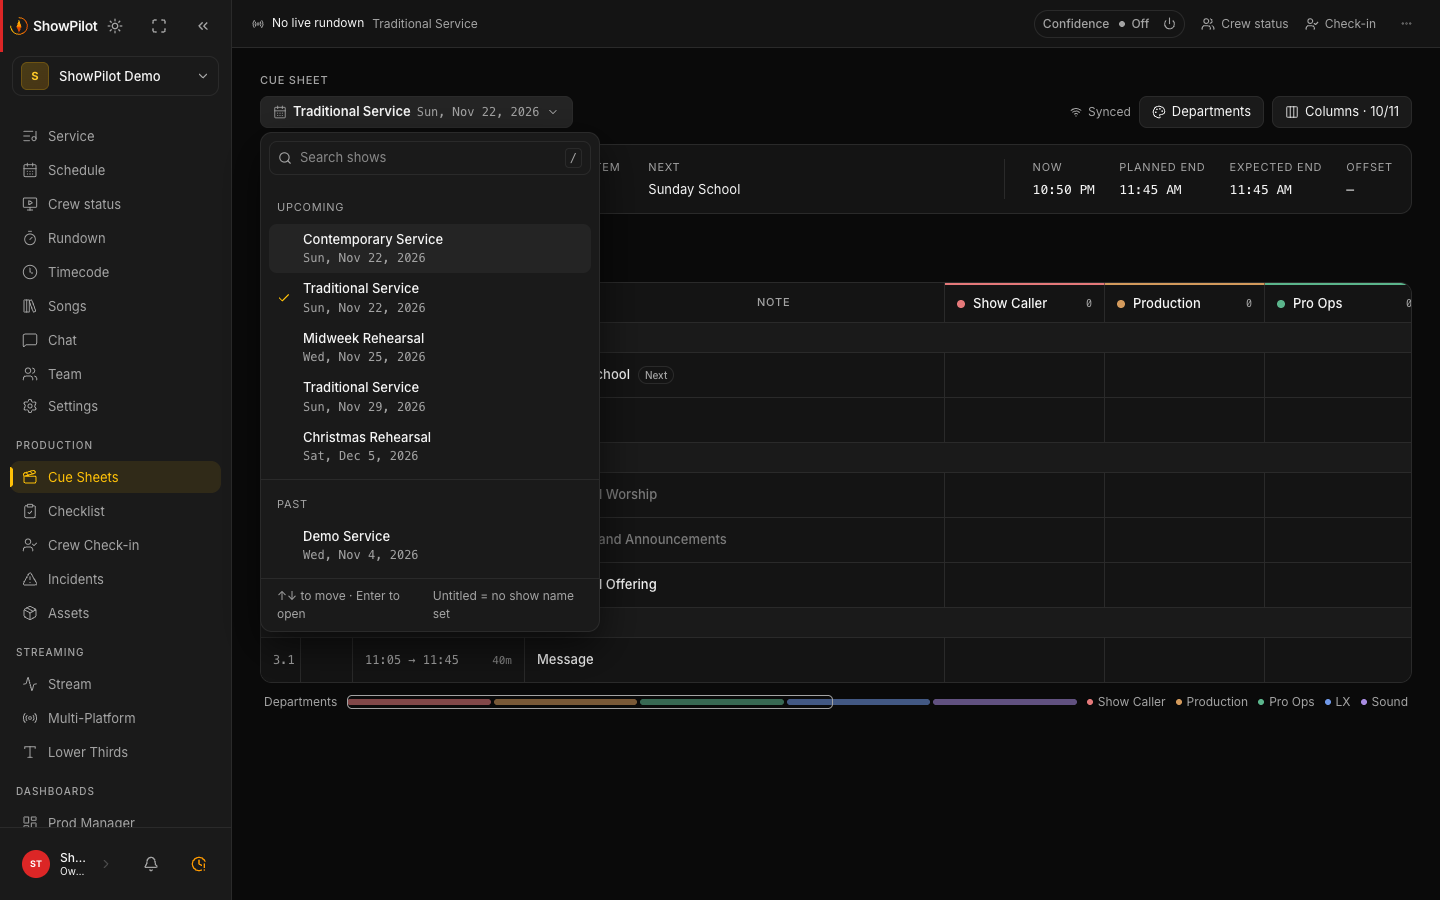 ShowPilot
S
ShowPilot Demo
Service
Schedule
Crew status
Rundown
Timecode
Songs
Chat
Team
Settings
PRODUCTION
Cue Sheets
Checklist
Crew Check-in
Incidents
Assets
STREAMING
Stream
Multi-Platform
Lower Thirds
DASHBOARDS
Prod Manager
ST
Sh...
Ow...
No live rundown Traditional Service
Confidence Off
Crew status
Check-in
CUE SHEET
Traditional Service Sun, Nov 22, 2026
Synced
Departments
Columns · 10/11
Search shows /
UPCOMING
Contemporary Service
Sun, Nov 22, 2026
Traditional Service
Sun, Nov 22, 2026
Midweek Rehearsal
Wed, Nov 25, 2026
Traditional Service
Sun, Nov 29, 2026
Christmas Rehearsal
Sat, Dec 5, 2026
PAST
Demo Service
Wed, Nov 4, 2026
↑↓ to move · Enter to
open
Untitled = no show name
set
EM NEXT NOW PLANNED END EXPECTED END OFFSET
Sunday School 10:50 PM 11:45 AM 11:45 AM —
NOTE Show Caller 0 Production 0 Pro Ops 0
chool Next
l Worship
and Announcements
l Offering
3.1 11:05 → 11:45 40m Message
Departments Show Caller Production Pro Ops LX Sound